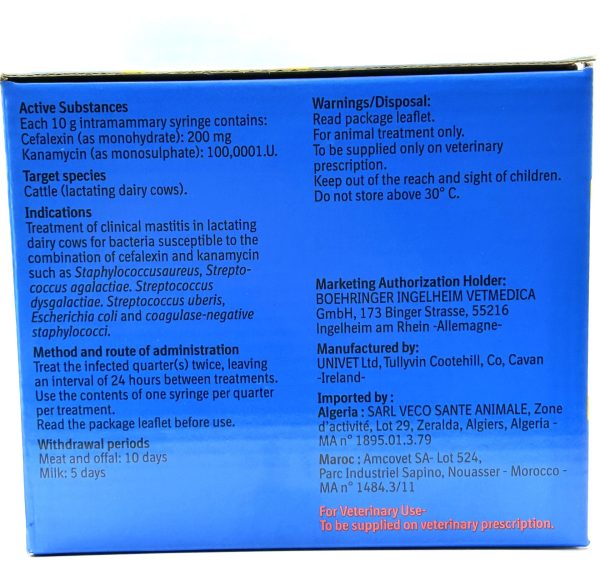 Active Substances
Each 10 g intramammary syringe contains:
Cefalexin (as monohydrate): 200 mg
Kanamycin (as monosulphate): 100,0001.U.
Target species
Cattle (lactating dairy cows).
Indications
Treatment of clinical mastitis in lactating
dairy cows for bacteria susceptible to the
combination of cefalexin and kanamycin
such as Staphylococcusaureus, Strepto-
coccus agalactiae. Streptococcus
dysgalactiae. Streptococcus uberis,
Escherichia coli and coagulase-negative
staphylococci.
Method and route of administration
Treat the infected quarter(s) twice, leaving
an interval of 24 hours between treatments.
Use the contents of one syringe per quarter
per treatment.
Read the package leaflet before use.
Withdrawal periods
Meat and offal: 10 days
Milk: 5 days
Warnings/Disposal:
Read package leaflet.
For animal treatment only.
To be supplied only on veterinary
prescription.
Keep out of the reach and sight of children.
Do not store above 30° C.
Marketing Authorization Holder:
BOEHRINGER INGELHEIM VETMEDICA
GmbH, 173 Binger Strasse, 55216
Ingelheim am Rhein -Allemagne-
Manufactured by:
UNIVET Ltd, Tullyvin Cootehill, Co, Cavan
-Ireland-
Imported by :
Algeria : SARL VECO SANTE ANIMALE, Zone
d'activité, Lot 29, Zeralda, Algiers, Algeria -
MA n° 1895.01.3.79
Maroc : Amcovet SA- Lot 524,
Parc Industriel Sapino, Nouasser - Morocco -
MA n° 1484.3/11
For Veterinary Use-
To be supplied on veterinary prescription.